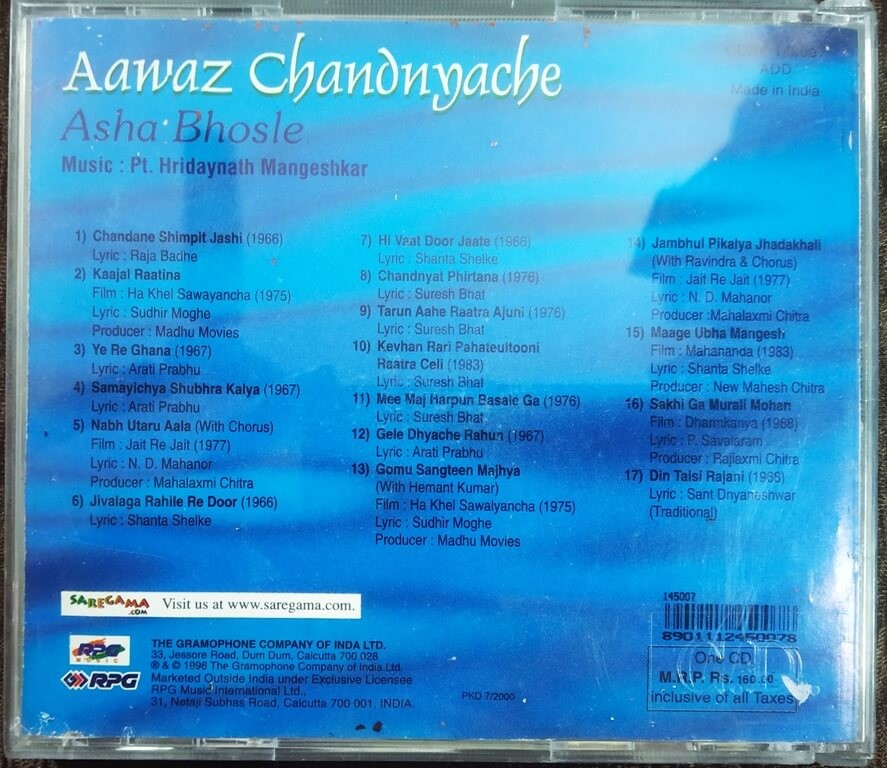 Aawaz Chandnyache
Asha Bhosle
Music : Pt. Hridaynath Mangeshkar
ADD
Made in India
1) Chandane Shimpit Jashi (1966)
Lyric : Raja Badhe
2) Kaajal Raatina
Film : Ha Khel Sawayancha (1975)
Lyric : Sudhir Moghe
Producer : Madhu Movies
3) Ye Re Ghana (1967)
Lyric : Arati Prabhu
4) Samayichya Shubhra Kalya (1967)
Lyric : Arati Prabhu
5) Nabh Utaru Aala (With Chorus)
Film : Jait Re Jait (1977)
Lyric : N. D. Mahanor
Producer : Mahalaxmi Chitra
6) Jivalaga Rahile Re Door (1966)
Lyric : Shanta Shelke
7) Hi Vaat Door Jaate (1966)
Lyric : Shanta Shelke
8) Chandnyat Phirtana (1976)
Lyric : Suresh Bhat
9) Tarun Aahe Raatra Ajuni (1976)
Lyric : Suresh Bhat
10) Kevhan Rari Pahateultooni
Raatra Celi (1983)
Lyric : Suresh Bhat
11) Mee Maj Harpun Basale Ga (1976)
Lyric : Suresh Bhat
12) Gele Dhyache Rahun (1967)
Lyric : Arati Prabhu
13) Gomu Sangteen Majhya
(With Hemant Kumar)
Film : Ha Khel Sawalyancha (1975)
Lyric : Sudhir Moghe
Producer : Madhu Movies
14) Jambhul Pikalya Jhadakhali
(With Ravindra & Chorus)
Film : Jait Re Jait (1977)
Lyric : N. D. Mahanor
Producer : Mahalaxmi Chitra
15) Maage Ubha Mangesh
Film : Mahananda (1983)
Lyric : Shanta Shelke
Producer : New Mahesh Chitra
16) Sakhi Ga Murali Mohan
Film : Dharmkanya (1968)
Lyric : P. Savalaram
Producer : Rajlaxmi Chitra
17) Din Taisi Rajani (1965)
Lyric : Sant Dnyaneshwar
(Traditional)
SAREGAMA
.COM
Visit us at www.saregama.com.
RPG
MUSIC
RPG
THE GRAMOPHONE COMPANY OF INDA LTD.
33, Jessore Road, Dum Dum, Calcutta 700 028
℗ & © 1996 The Gramophone Company of India Ltd.
Marketed Outside India under Exclusive Licensee
RPG Music International Ltd.,
31, Netaji Subhas Road, Calcutta 700 001, INDIA.
PKD 7/2000
145007
8901112450078
One CD
M.R.P. Rs. 160.00
inclusive of all Taxes